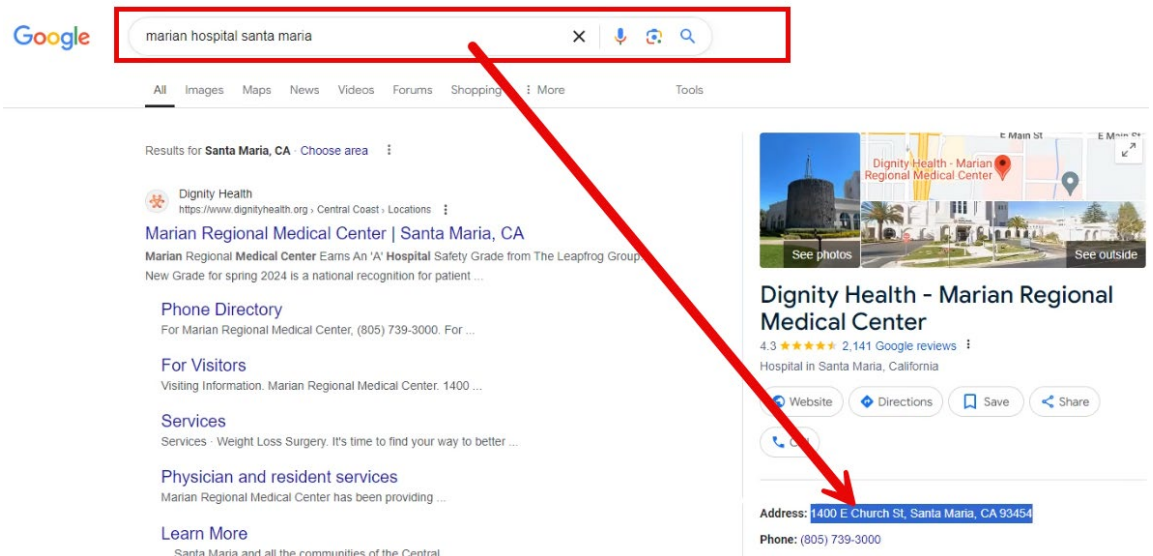 Google
marian hospital santa maria
All Images Maps News Videos Forums Shopping More Tools
Results for Santa Maria, CA · Choose area
Dignity Health
https://www.dignityhealth.org › Central Coast › Locations
Marian Regional Medical Center | Santa Maria, CA
Marian Regional Medical Center Earns An 'A' Hospital Safety Grade from The Leapfrog Group
New Grade for spring 2024 is a national recognition for patient ...
Phone Directory
For Marian Regional Medical Center, (805) 739-3000. For ...
For Visitors
Visiting Information. Marian Regional Medical Center. 1400 ...
Services
Services · Weight Loss Surgery. It's time to find your way to better ...
Physician and resident services
Marian Regional Medical Center has been providing ...
Learn More
Santa Maria and all the communities of the Central
E Main St E Main St
Dignity Health - Marian
Regional Medical Center
See photos
See outside
Dignity Health - Marian Regional
Medical Center
4.3 2,141 Google reviews
Hospital in Santa Maria, California
Website Directions Save Share
Address: 1400 E Church St, Santa Maria, CA 93454
Phone: (805) 739-3000